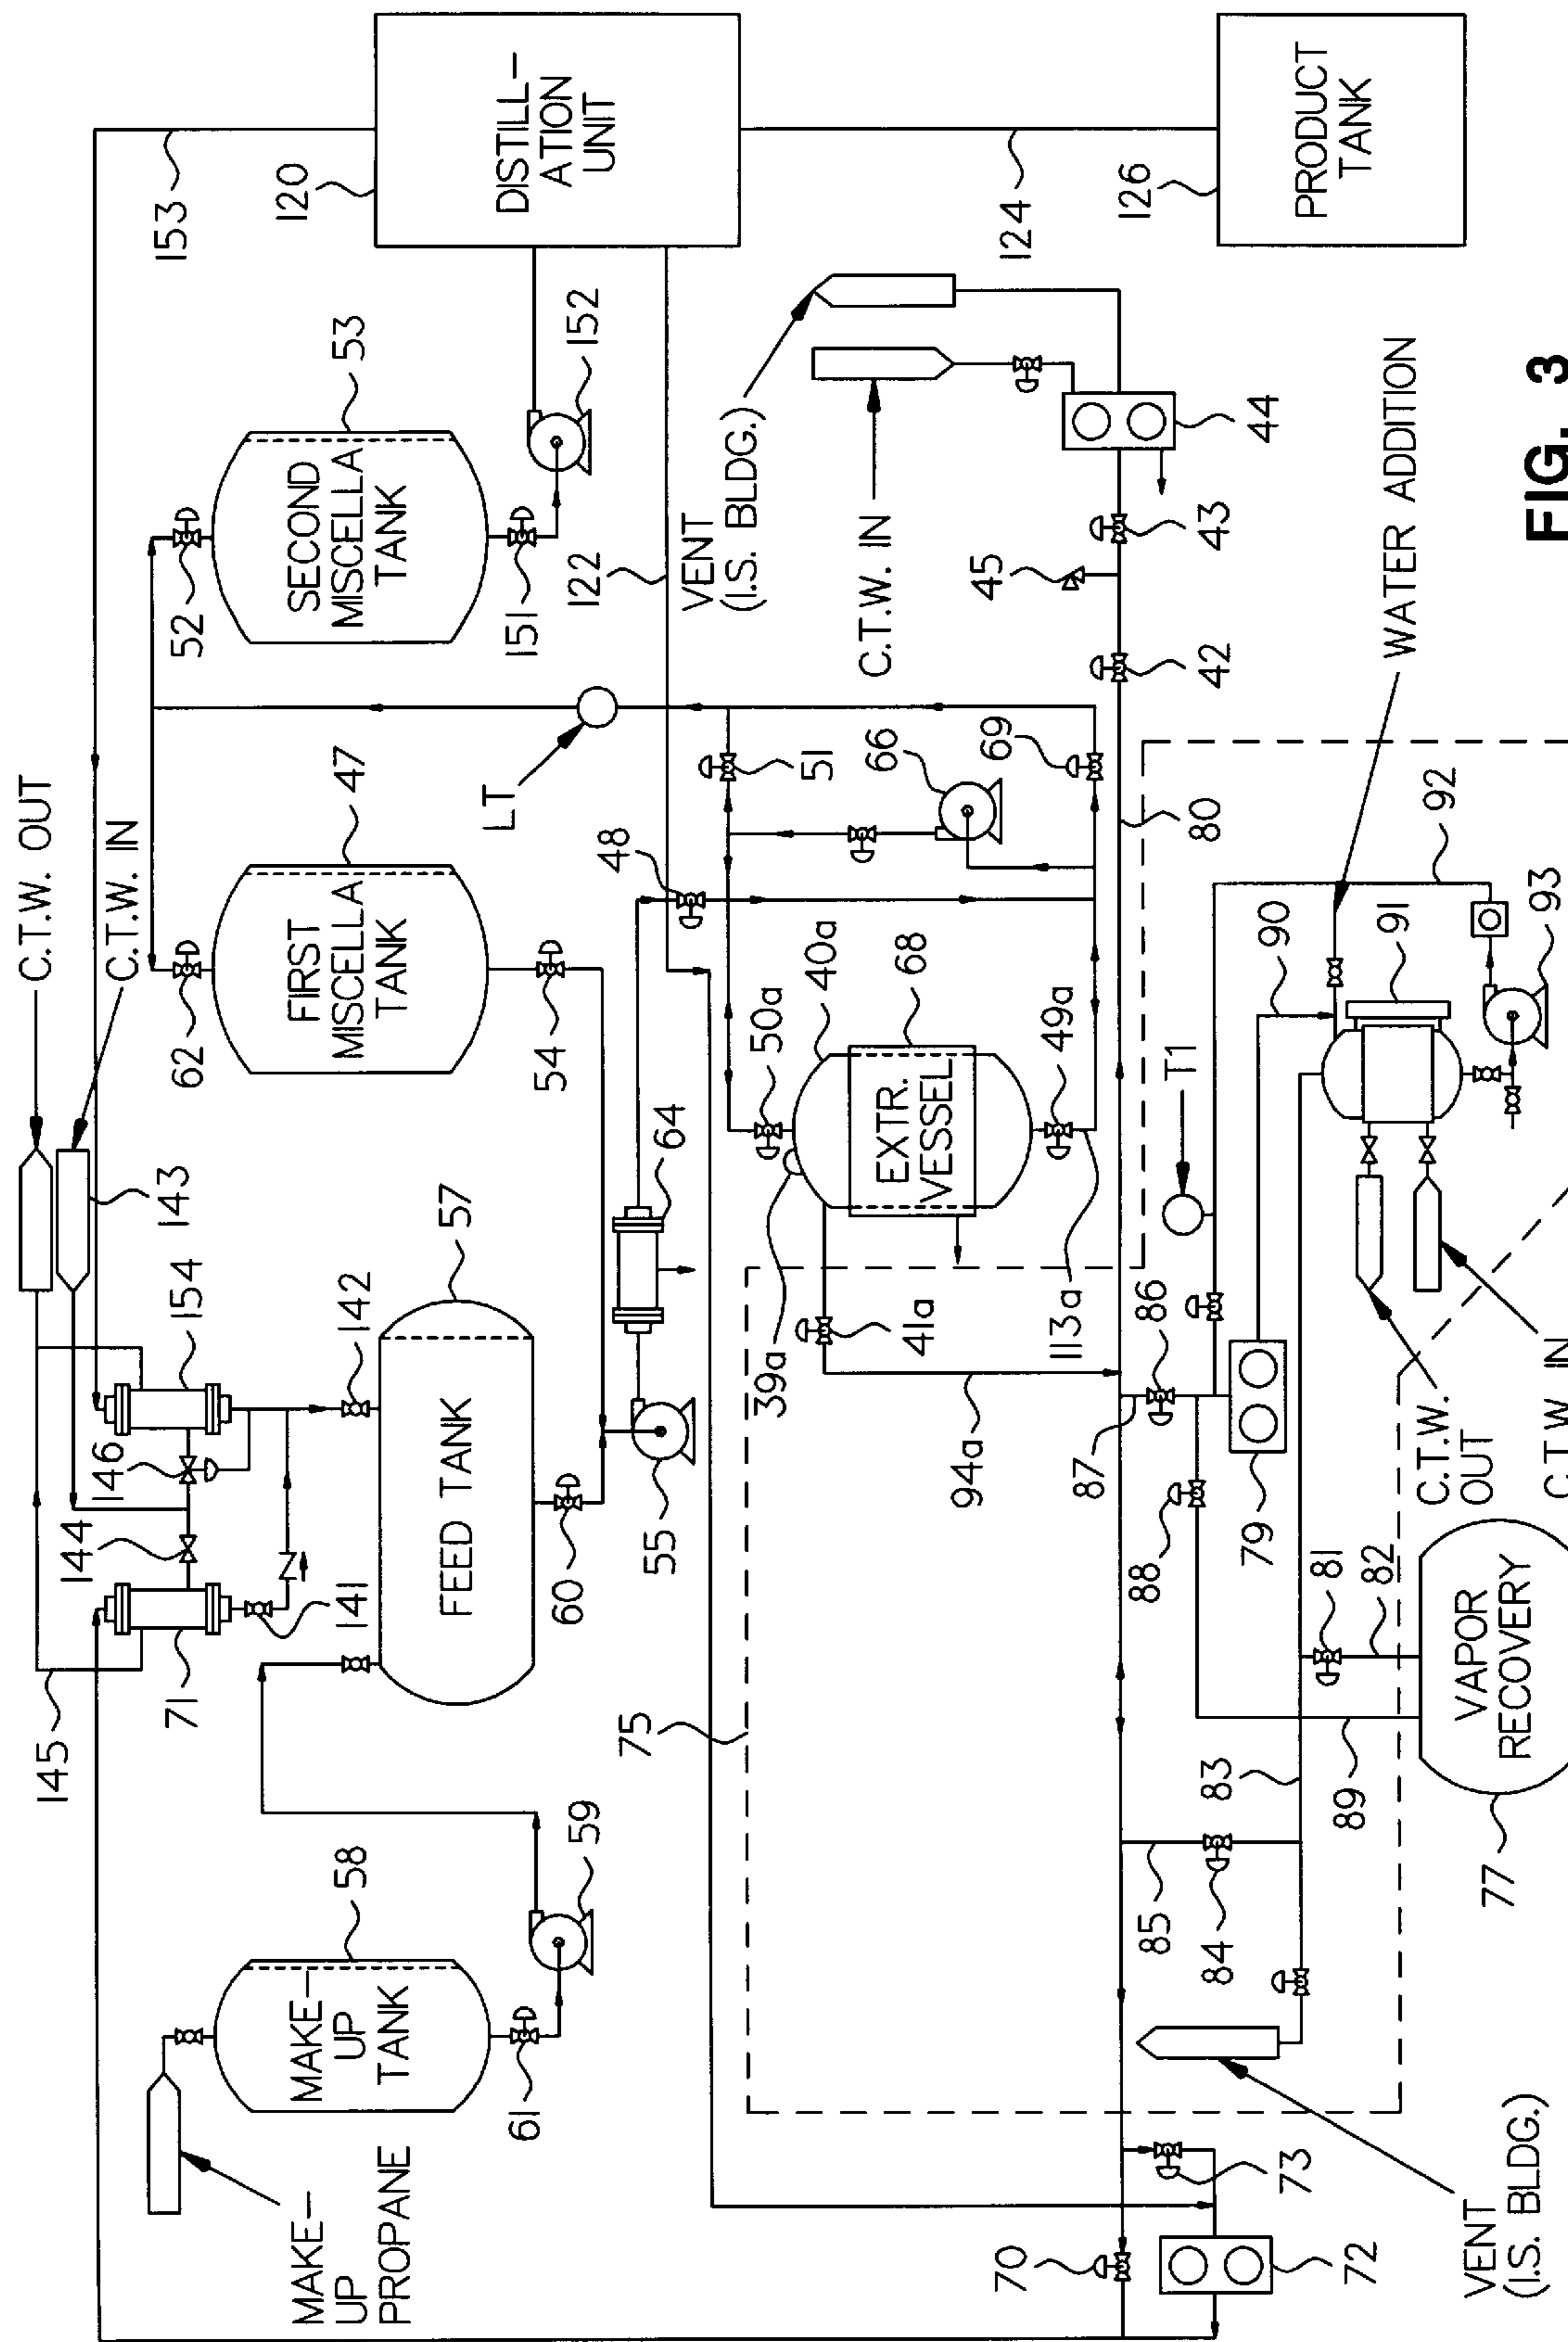 C.T.W. OUT
C.T.W. IN
145
71
144
146
154
143
141
142
153
MAKE-
UP
PROPANE
MAKE-
UP
TANK
58
61
59
FEED TANK
57
60
55
64
FIRST
MISCELLA
TANK
47
62
54
SECOND
MISCELLA
TANK
53
52
151
152
LT
DISTILL-
ATION
UNIT
120
122
124
PRODUCT
TANK
126
VENT
(I.S. BLDG.)
C.T.W. IN
48
51
66
69
50a
40a
68
EXTR.
VESSEL
49a
39a
41a
113a
94a
75
45
42
43
44
80
70
72
73
85
84
83
88
87
86
79
89
81
82
VAPOR
RECOVERY
77
T1
90
91
92
93
WATER ADDITION
C.T.W.
OUT
C.T.W. IN
VENT
(I.S. BLDG.)
FIG. 3